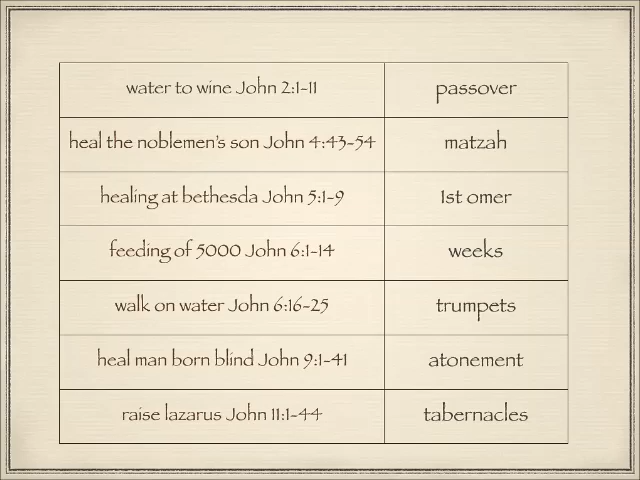 water to wine John 2:1-11 passover
heal the noblemen's son John 4:43-54 matzah
healing at bethesda John 5:1-9 1st omer
feeding of 5000 John 6:1-14 weeks
walk on water John 6:16-25 trumpets
heal man born blind John 9:1-41 atonement
raise lazarus John 11:1-44 tabernacles